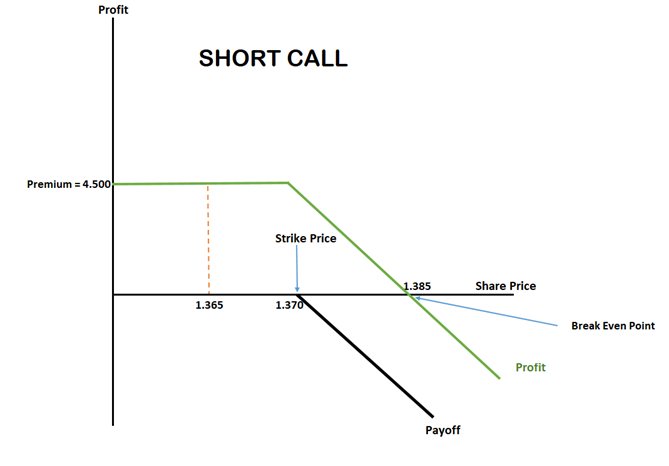 Profit
SHORT CALL
Premium = 4.500
Strike Price
1.385
Share Price
1.365
1.370
Break Even Point
Profit
Payoff